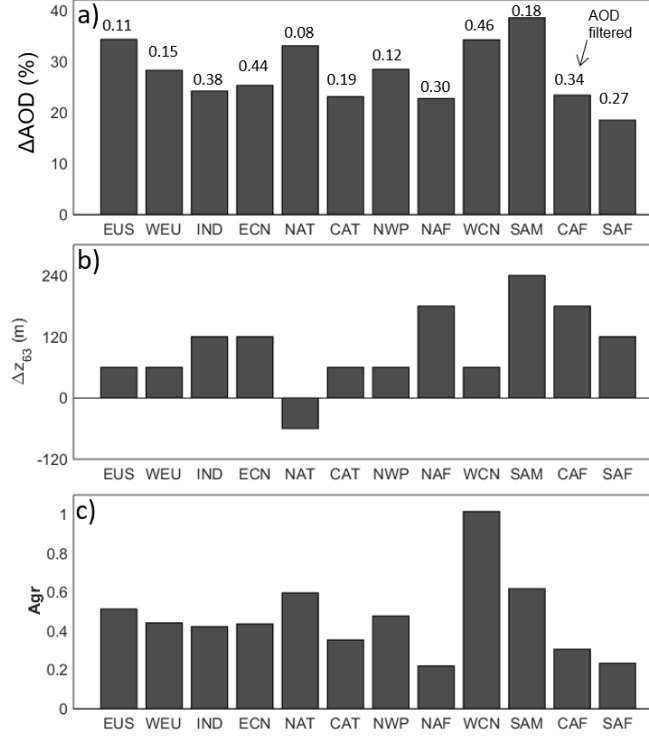 a)
ΔAOD (%)
40
30
20
10
0
0.11
0.15
0.38
0.44
0.08
0.19
0.12
0.30
0.46
0.18
0.34
0.27
AOD
filtered
EUS WEU IND ECN NAT CAT NWP NAF WCN SAM CAF SAF
b)
Δz63 (m)
240
120
0
-120
EUS WEU IND ECN NAT CAT NWP NAF WCN SAM CAF SAF
c)
Agr
1
0.8
0.6
0.4
0.2
0
EUS WEU IND ECN NAT CAT NWP NAF WCN SAM CAF SAF